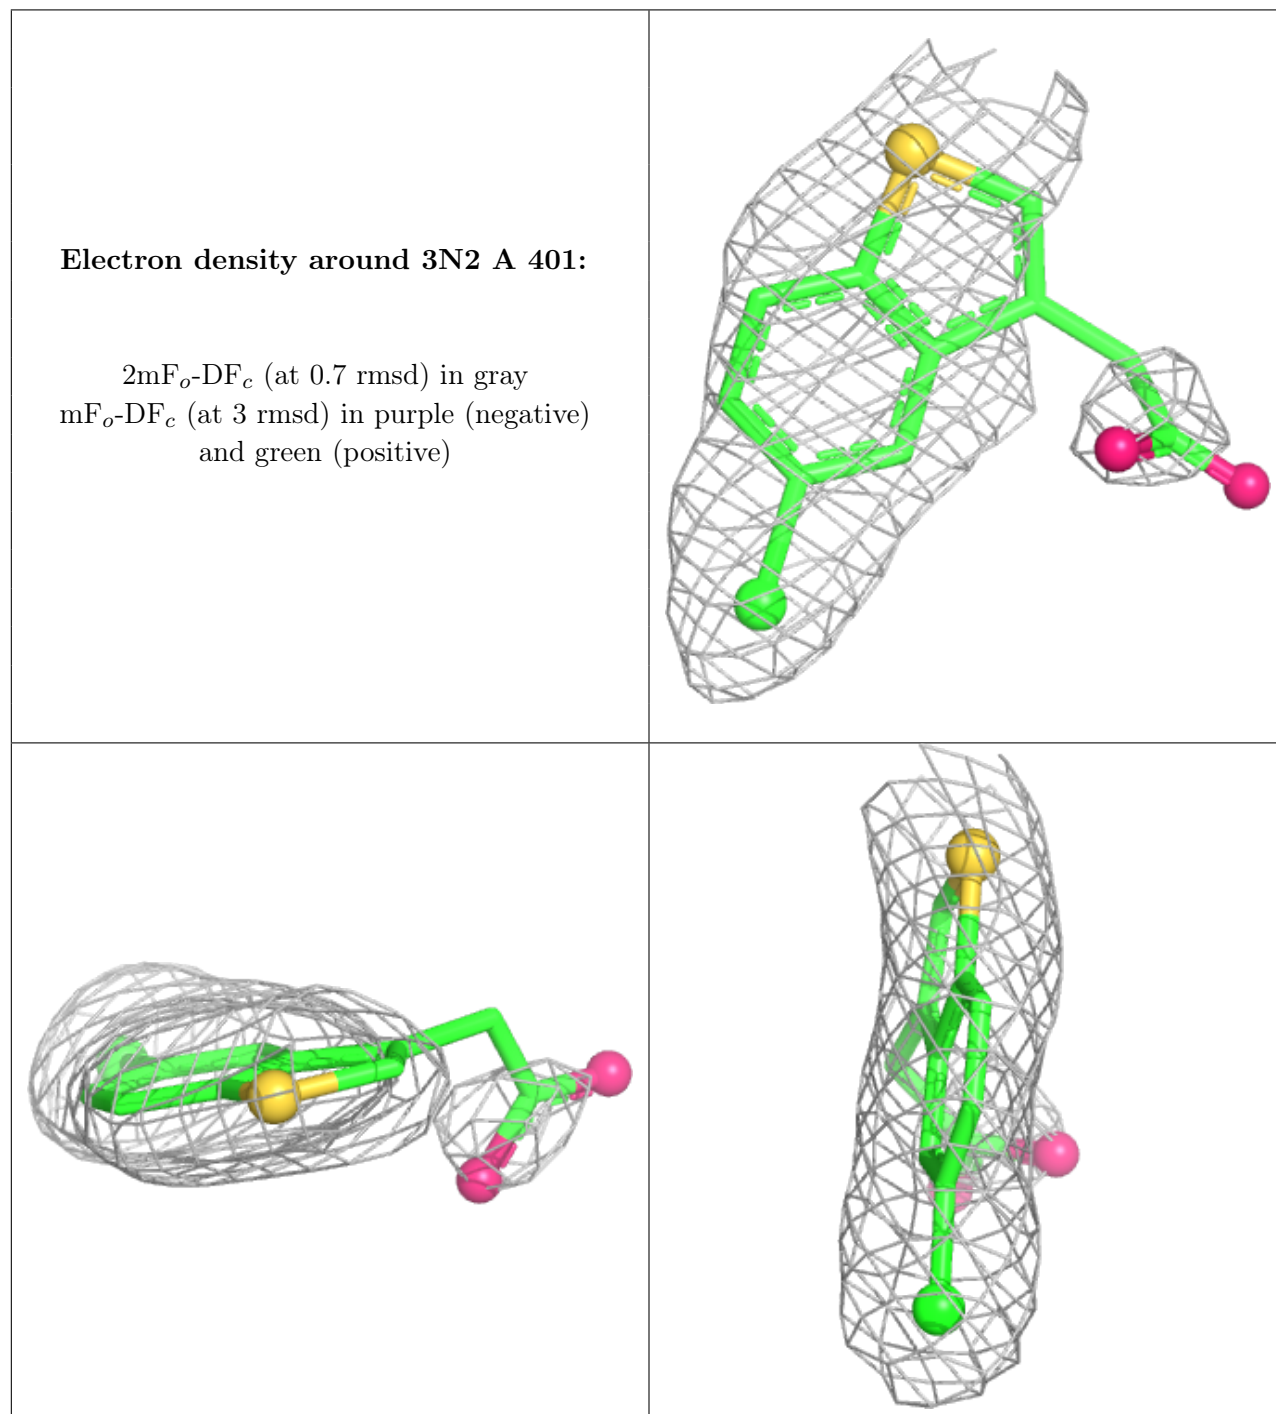 Electron density around 3N2 A 401:
2mFo-DFc (at 0.7 rmsd) in gray
mFo-DFc (at 3 rmsd) in purple (negative)
and green (positive)